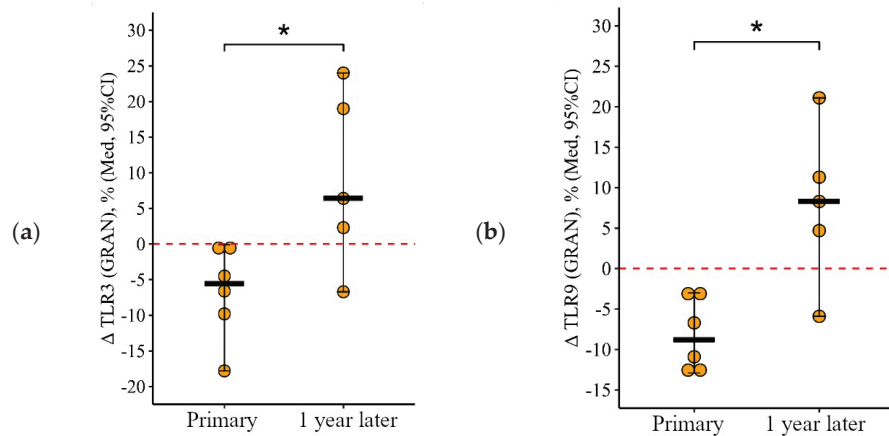 (a)
Δ TLR3 (GRAN), % (Med, 95%CI)
30
25
20
15
10
5
0
-5
-10
-15
-20
*
Primary
1 year later
(b)
Δ TLR9 (GRAN), % (Med, 95%CI)
30
25
20
15
10
5
0
-5
-10
-15
*
Primary
1 year later